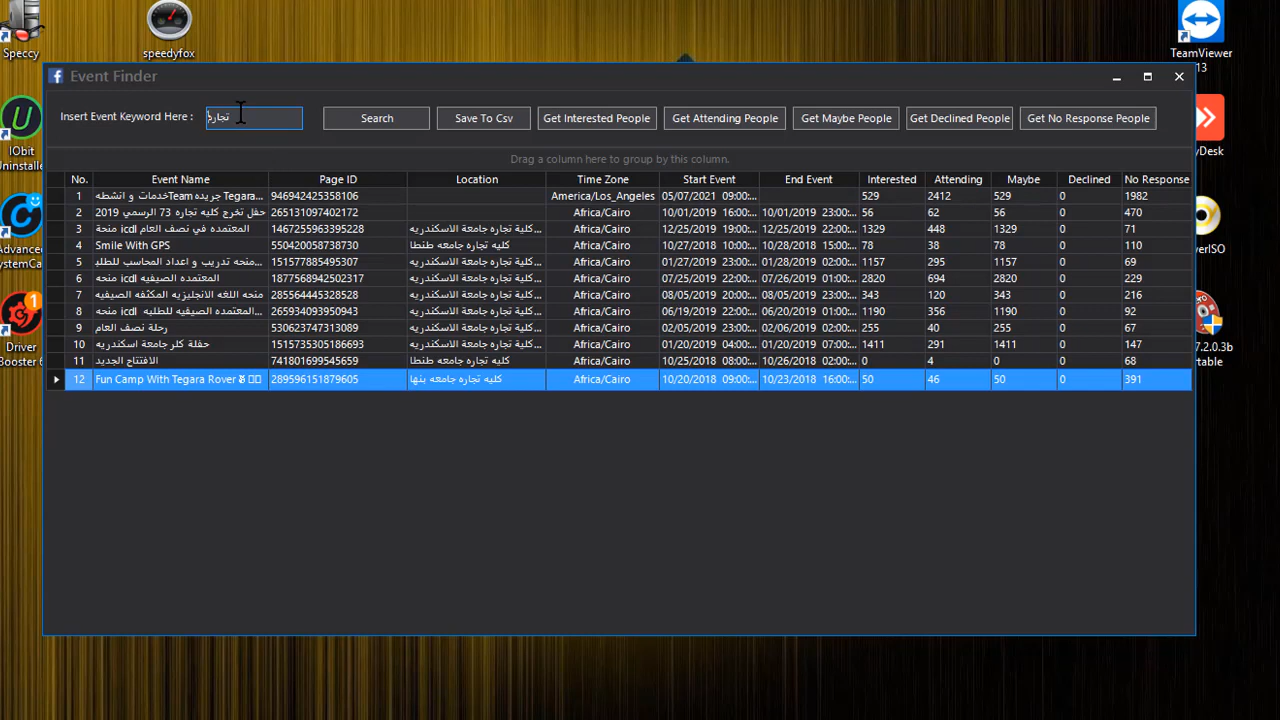 Speccy
speedyfox
TeamViewer
13
Event Finder
Insert Event Keyword Here :
تجاره
Search
Save To Csv
Get Interested People
Get Attending People
Get Maybe People
Get Declined People
Get No Response People
IObit
Uninstalle
yDesk
Drag a column here to group by this column.
No. Event Name Page ID Location Time Zone Start Event End Event Interested Attending Maybe Declined No Response
1 خدمات و انشطهTeam جريده Tegara... 946942425358106 America/Los_Angeles 05/07/2021 09:00:... 529 2412 529 0 1982
2 حفل تخرج كليه تجاره 73 الرسمي 2019 265131097402172 Africa/Cairo 10/01/2019 16:00:... 10/01/2019 23:00:... 56 62 56 0 470
3 منحة icdl المعتمده في نصف العام 1467255963395228 كلية تجاره جامعة الاسكندريه... Africa/Cairo 12/25/2019 19:00:... 12/25/2019 22:00:... 1329 448 1329 0 71
4 Smile With GPS 550420058738730 كليه تجاره جامعه طنطا Africa/Cairo 10/27/2018 10:00:... 10/28/2018 15:00:... 78 38 78 0 110
5 منحه تدريب و اعداد المحاسب للطلبـ... 151577885495307 كلية تجاره جامعة الاسكندريه... Africa/Cairo 01/27/2019 23:00:... 01/28/2019 02:00:... 1157 295 1157 0 69
6 منحه icdl المعتمده الصيفيه 1877568942502317 كلية تجاره جامعة الاسكندريه... Africa/Cairo 07/25/2019 22:00:... 07/26/2019 01:00:... 2820 694 2820 0 229
7 منحه اللغه الانجليزيه المكثفه الصيفيه 285564445328528 كلية تجاره جامعة الاسكندريه... Africa/Cairo 08/05/2019 20:00:... 08/05/2019 23:00:... 343 120 343 0 216
8 منحه icdl المعتمده الصيفيه للطلبه... 265934093950943 كلية تجاره جامعة الاسكندريه... Africa/Cairo 06/19/2019 22:00:... 06/19/2019 02:00:... 1190 356 1190 0 92
9 رحلة نصف العام 530623747313089 كلية تجاره جامعة الاسكندريه... Africa/Cairo 02/05/2019 23:00:... 02/06/2019 02:00:... 255 40 255 0 67
10 حفلة كلر جامعة اسكندريه 1515735305186693 كلية تجاره جامعة الاسكندريه... Africa/Cairo 01/20/2019 04:00:... 01/20/2019 07:00:... 1411 291 1411 0 147
11 الافتتاح الجديد 741801699545659 كليه تجاره جامعه طنطا Africa/Cairo 10/25/2018 08:00:... 10/25/2018 18:00:... 0 4 0 0 68
12 Fun Camp With Tegara Rover 289596151879605 كليه تجاره جامعه بنها Africa/Cairo 10/20/2018 09:00:... 10/23/2018 16:00:... 50 46 50 0 391
Advance
ystemCa
erISO
Driver
Booster 6
1
7.2.0.3b
rtable